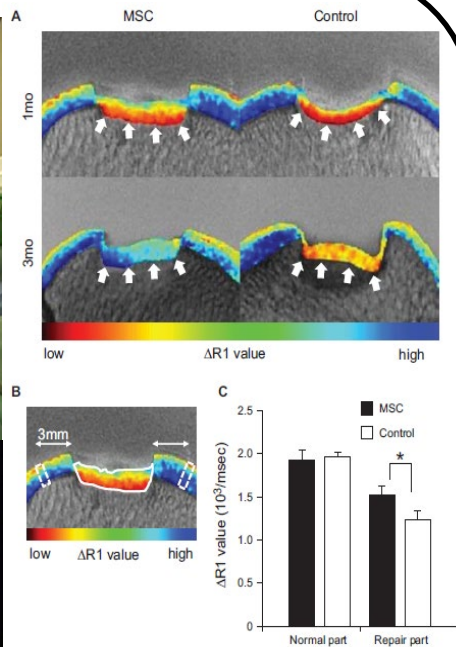 A
MSC
Control
1mo
3mo
low
ΔR1 value
high
B
3mm
low
ΔR1 value
high
C
MSC
Control
*
ΔR1 value (10³/msec)
2.5
2.0
1.5
1.0
0.5
0
Normal part
Repair part